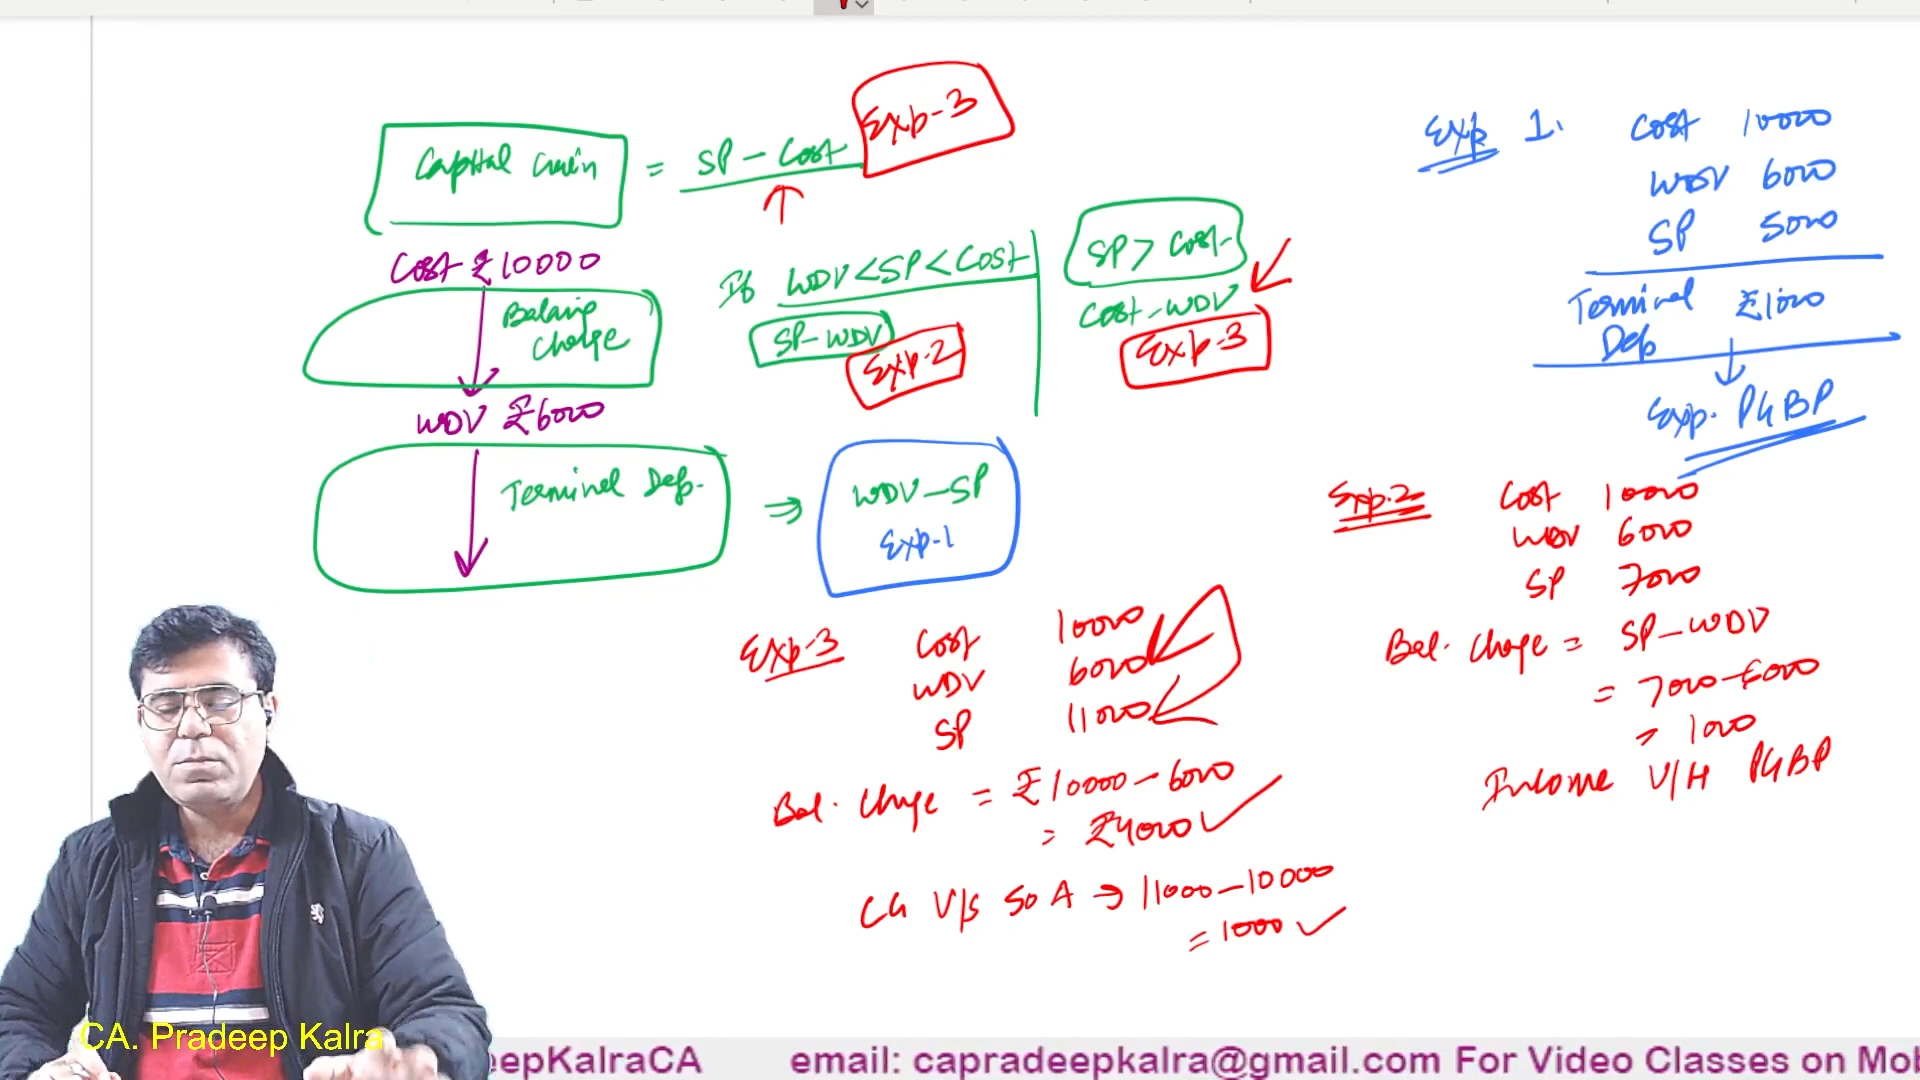 Capital Gain = SP - Cost
Exp-3
Cost ₹10000
Balaning
Charge
WDV ₹6000
Terminal Dep.
⇒
WDV-SP
Exp-1
If WDV<SP<Cost
SP-WDV
Exp-2
SP> Cost-
Cost-WDV
Exp-3
Exp 1.
Cost 10000
WDV 6000
SP 5000
Terminal ₹1000
Dep
Exp. PGBP
Exp.2
Cost 10000
WDV 6000
SP 7000
Bal. Charge = SP-WDV
= 7000-6000
= 1000
Income V/H PGBP
Exp-3
Cost 10000
WDV 6000
SP 11000
Bal. Charge = ₹10000-6000
= ₹4000✓
CG V/S 50 A → 11000-10000
= 1000✓
CA. Pradeep Kalra
eepKalraCA email: capradeepkalra@gmail.com For Video Classes on Mo